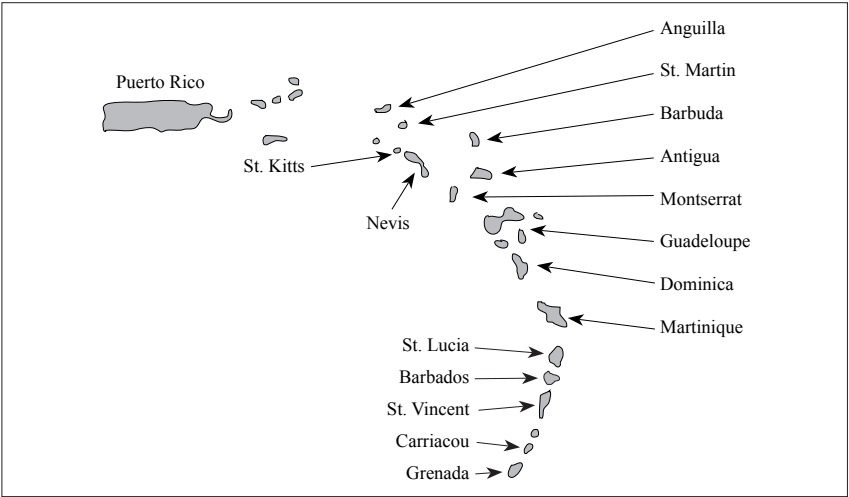 Anguilla
St. Martin
Puerto Rico
Barbuda
Antigua
St. Kitts
Montserrat
Nevis
Guadeloupe
Dominica
Martinique
St. Lucia
Barbados
St. Vincent
Carriacou
Grenada